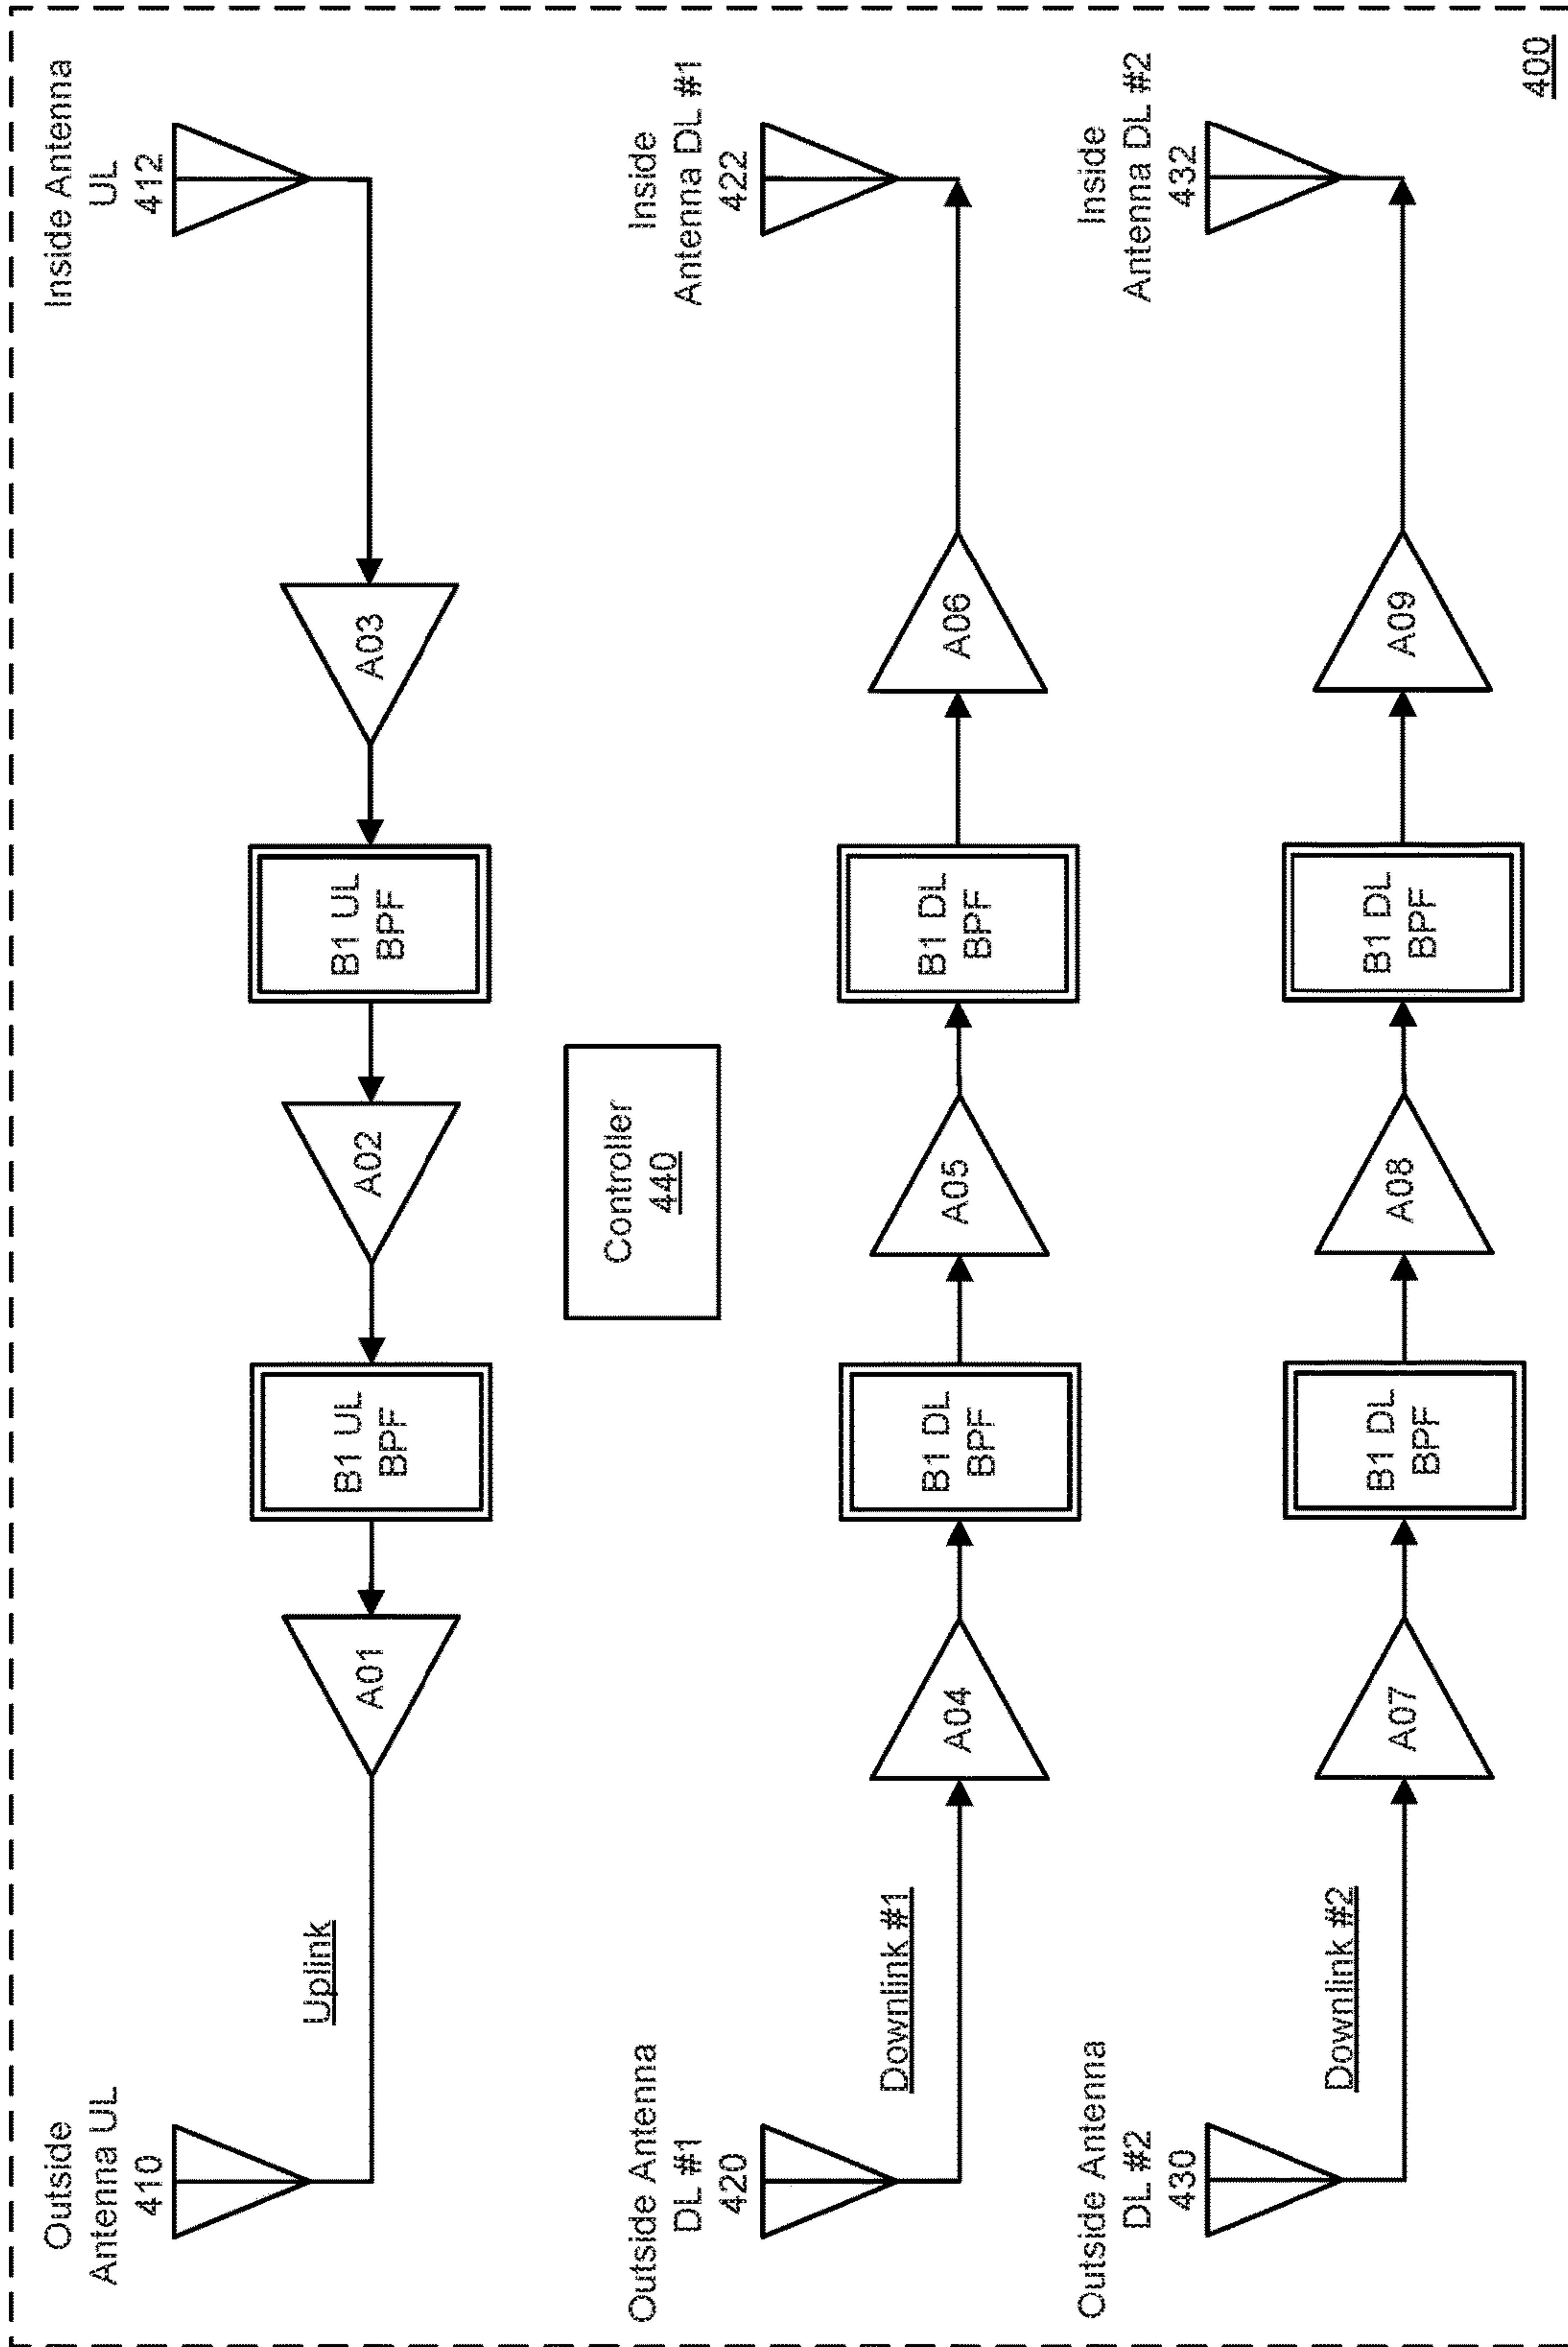 Outside
Antenna UL
410
Inside Antenna
UL
412
Uplink
A01
B1 UL
BPF
A02
B1 UL
BPF
A03
Controller
440
Outside Antenna
DL #1
420
Inside
Antenna DL #1
422
Downlink #1
A04
B1 DL
BPF
A05
B1 DL
BPF
A06
Outside Antenna
DL #2
430
Inside
Antenna DL #2
432
Downlink #2
A07
B1 DL
BPF
A08
B1 DL
BPF
A09
400